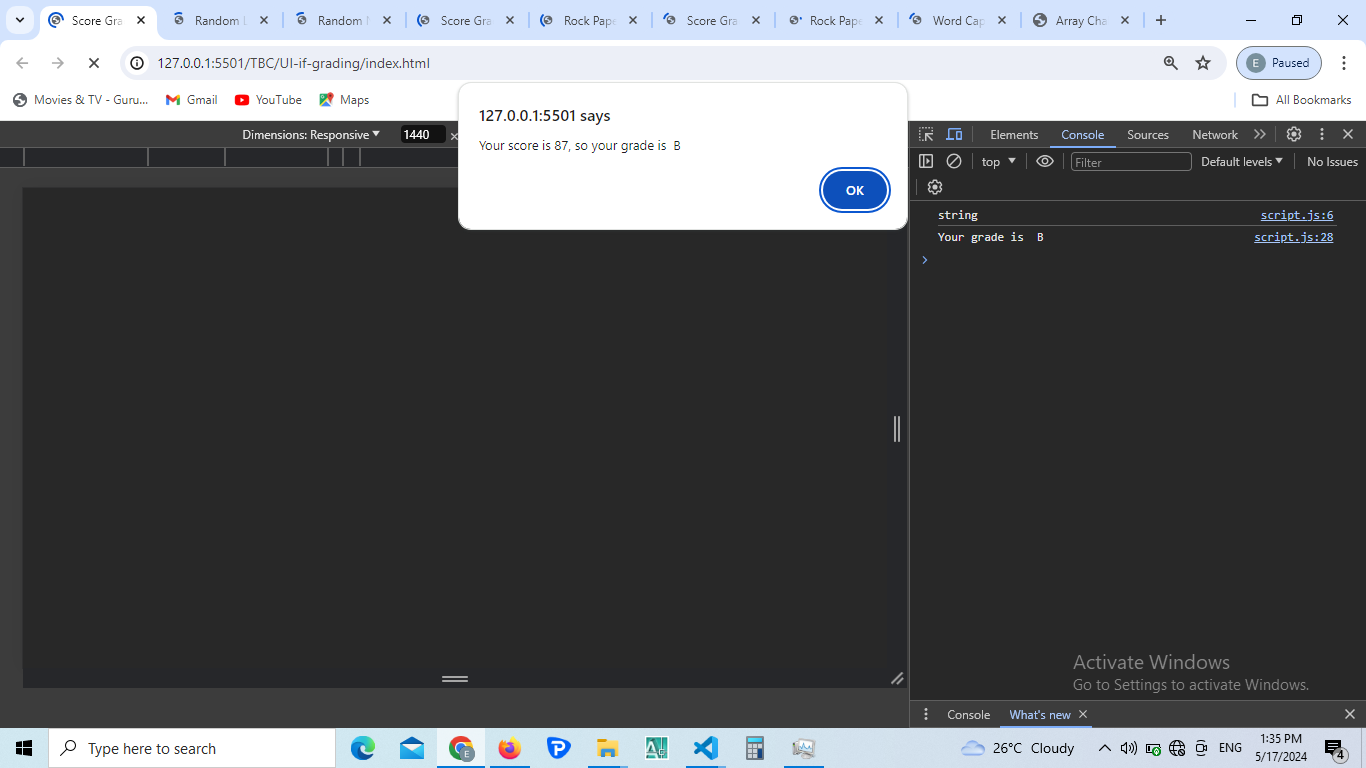 Score Gra
Random L
Random N
Score Gra
Rock Pape
Score Gra
Rock Pape
Word Cap
Array Cha
127.0.0.1:5501/TBC/UI-if-grading/index.html
E Paused
Movies & TV - Guru...
Gmail
YouTube
Maps
All Bookmarks
127.0.0.1:5501 says
Your score is 87, so your grade is  B
OK
Dimensions: Responsive
1440
Elements
Console
Sources
Network
top
Filter
Default levels
No Issues
string script.js:6
Your grade is  B script.js:28
Activate Windows
Go to Settings to activate Windows.
Console
What's new
Type here to search
26°C Cloudy
ENG
1:35 PM
5/17/2024
4